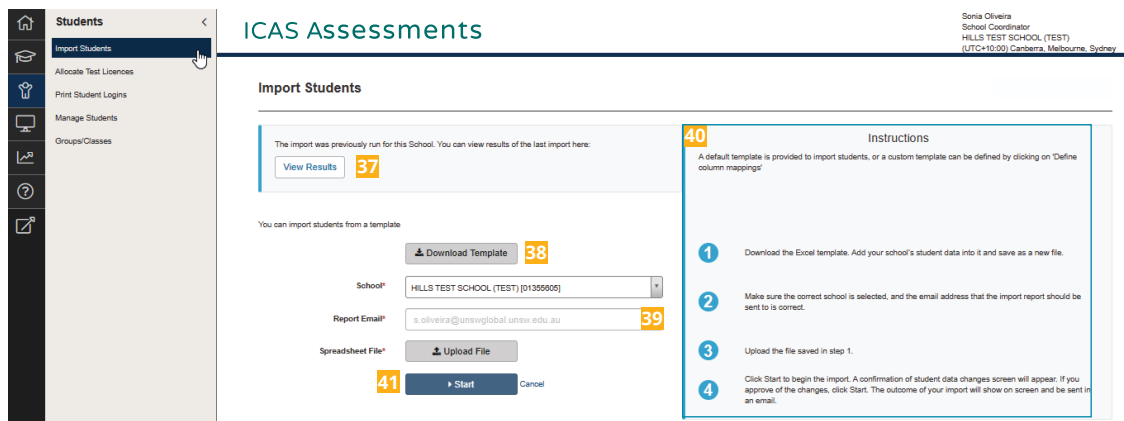 Students
Import Students
Allocate Test Licences
Print Student Logins
Manage Students
Groups/Classes
ICAS Assessments
Sonia Oliveira
School Coordinator
HILLS TEST SCHOOL (TEST)
(UTC+10:00) Canberra, Melbourne, Sydney
Import Students
The import was previously run for this School. You can view results of the last import here:
View Results
37
You can import students from a template
Download Template
38
School*
HILLS TEST SCHOOL (TEST) [01355605]
Report Email*
s.oliveira@unswglobal.unsw.edu.au
39
Spreadsheet File*
Upload File
41
Start
Cancel
40
Instructions
A default template is provided to import students, or a custom template can be defined by clicking on 'Define
column mappings'
1
Download the Excel template. Add your school's student data into it and save as a new file.
2
Make sure the correct school is selected, and the email address that the import report should be
sent to is correct.
3
Upload the file saved in step 1.
4
Click Start to begin the import. A confirmation of student data changes screen will appear. If you
approve of the changes, click Start. The outcome of your import will show on screen and be sent in
an email.